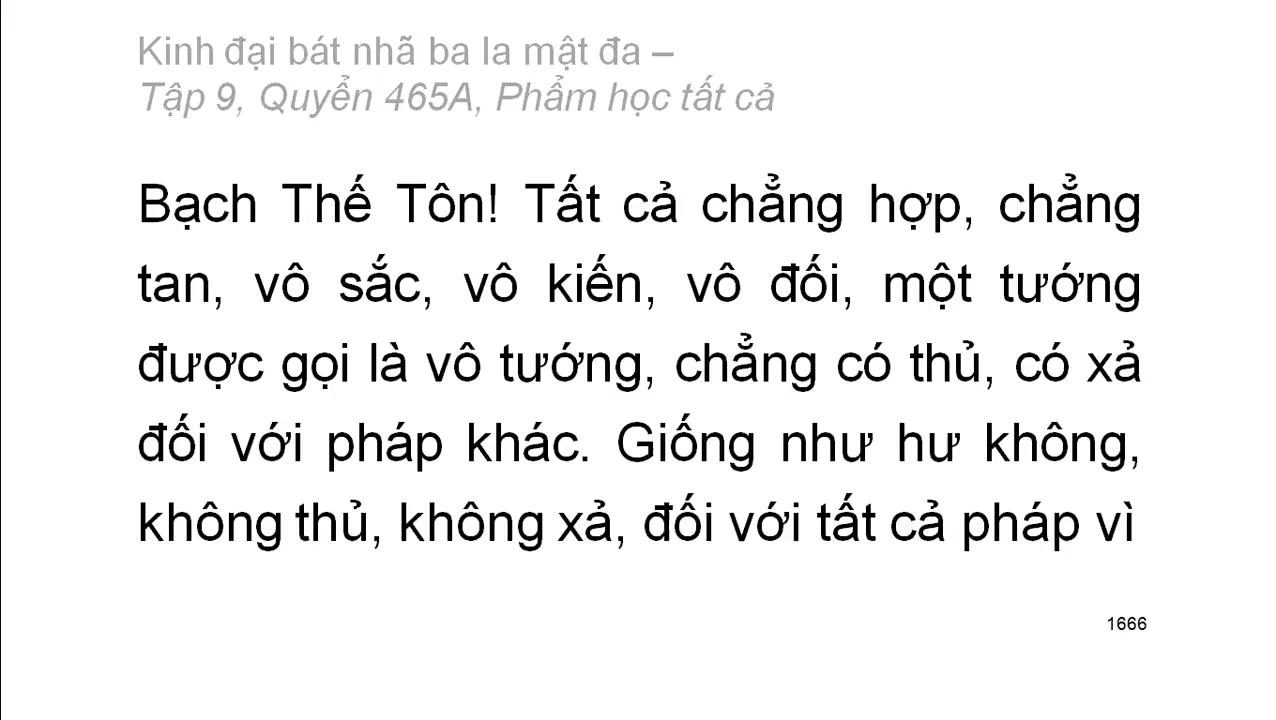 Kinh đại bát nhã ba la mật đa –
Tập 9, Quyển 465A, Phẩm học tất cả
Bạch Thế Tôn! Tất cả chẳng hợp, chẳng
tan, vô sắc, vô kiến, vô đối, một tướng
được gọi là vô tướng, chẳng có thủ, có xả
đối với pháp khác. Giống như hư không,
không thủ, không xả, đối với tất cả pháp vì
1666